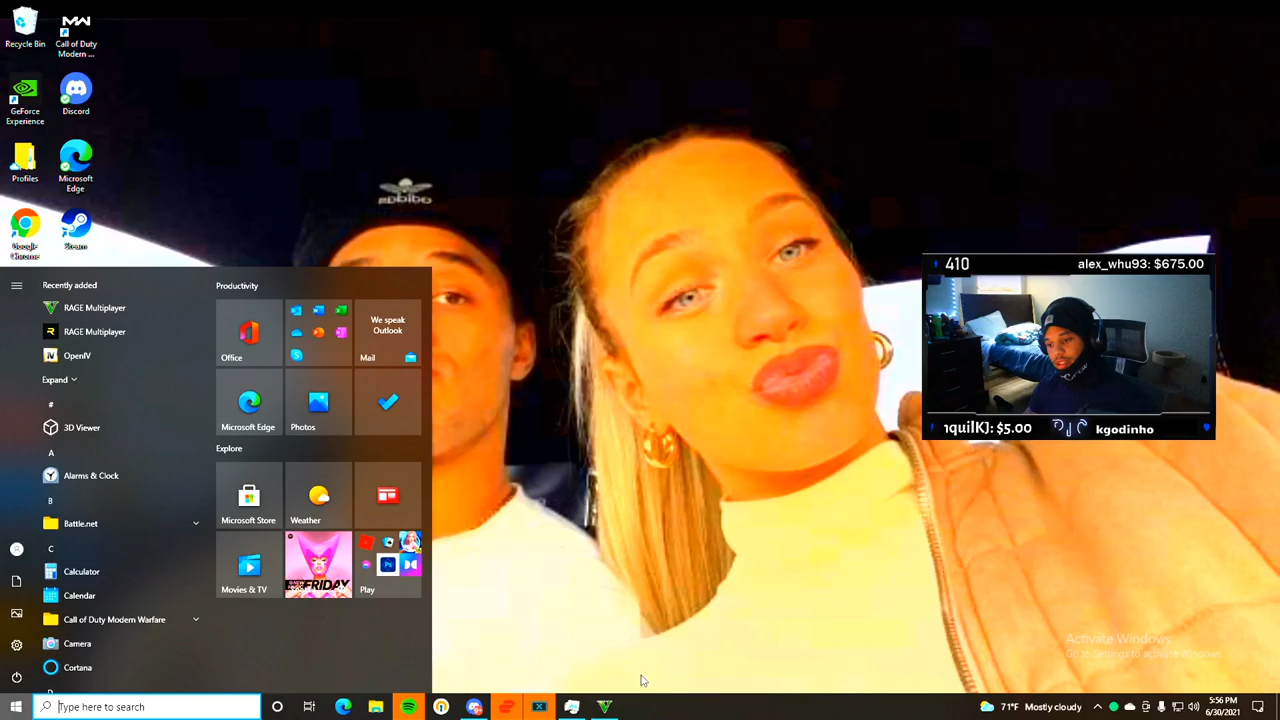 Recycle Bin
Call of Duty
Modern ...
GeForce
Experience
Discord
Profiles
Microsoft
Edge
Google
Chrome
Steam
Recently added
RAGE Multiplayer
RAGE Multiplayer
OpenIV
Expand
#
3D Viewer
A
Alarms & Clock
B
Battle.net
C
Calculator
Calendar
Call of Duty Modern Warfare
Camera
Cortana
Productivity
Office
We speak
Outlook
Mail
Microsoft Edge
Photos
Explore
Microsoft Store
Weather
Movies & TV
FRIDAY
Play
410
alex_whu93: $675.00
nquilKJ: $5.00
kgodinho
Activate Windows
Go to Settings to activate Windows.
Type here to search
71°F Mostly cloudy
5:56 PM
6/30/2021